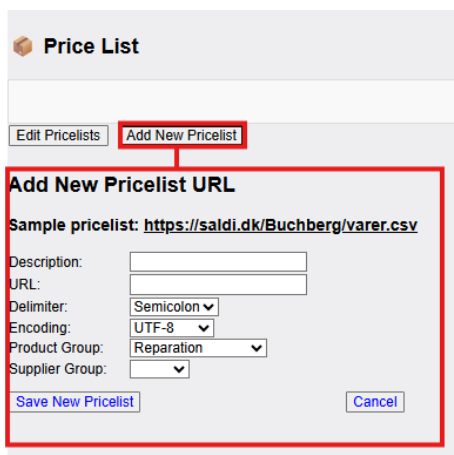 Price List
Edit Pricelists Add New Pricelist
Add New Pricelist URL
Sample pricelist: https://saldi.dk/Buchberg/varer.csv
Description:
URL:
Delimiter: Semicolon
Encoding: UTF-8
Product Group: Reparation
Supplier Group:
Save New Pricelist Cancel